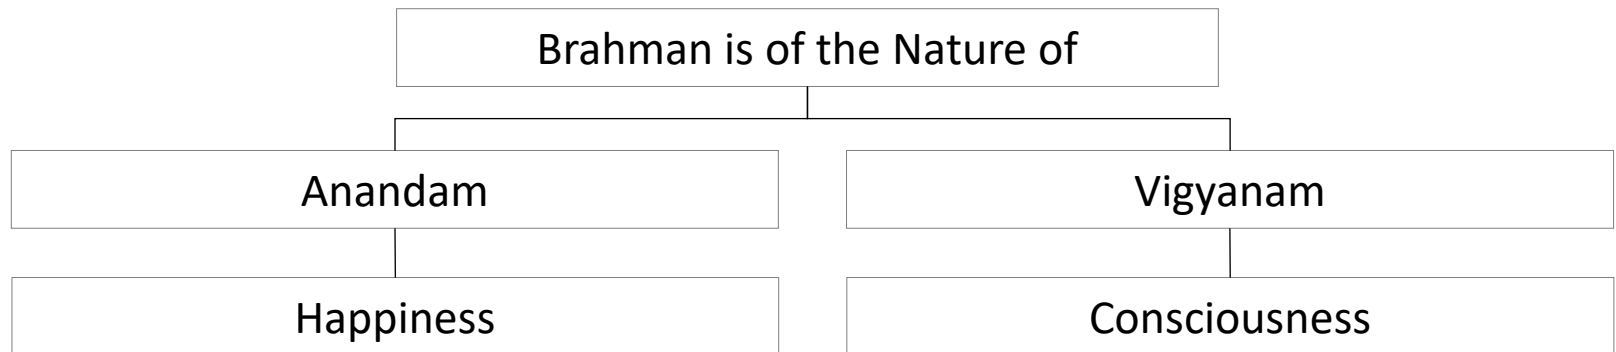 Brahman is of the Nature of
Anandam
Vigyanam
Happiness
Consciousness